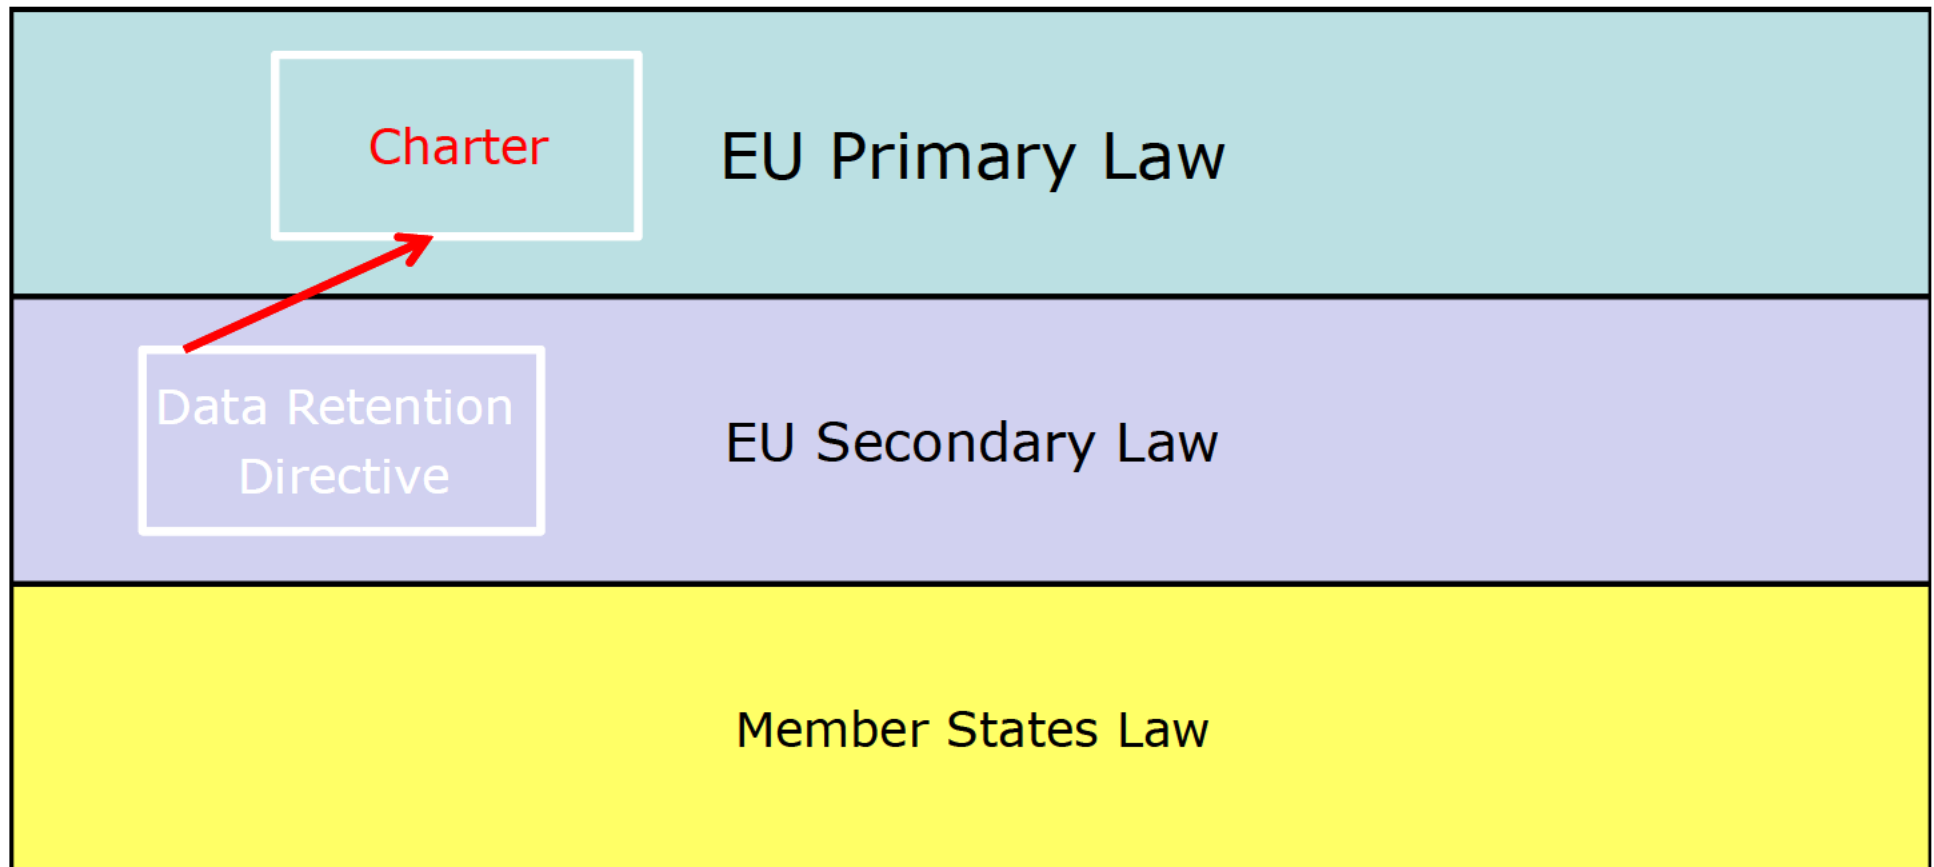 Charter
EU Primary Law
Data Retention
Directive
EU Secondary Law
Member States Law